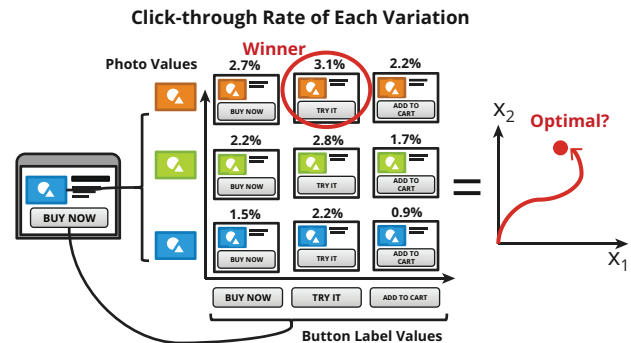 Click-through Rate of Each Variation
Winner
Photo Values
2.7%
3.1%
2.2%
BUY NOW
TRY IT
ADD TO
CART
2.2%
2.8%
1.7%
BUY NOW
TRY IT
ADD TO
CART
1.5%
2.2%
0.9%
BUY NOW
TRY IT
ADD TO
CART
BUY NOW
BUY NOW
TRY IT
ADD TO CART
Button Label Values
=
X2
Optimal?
X1